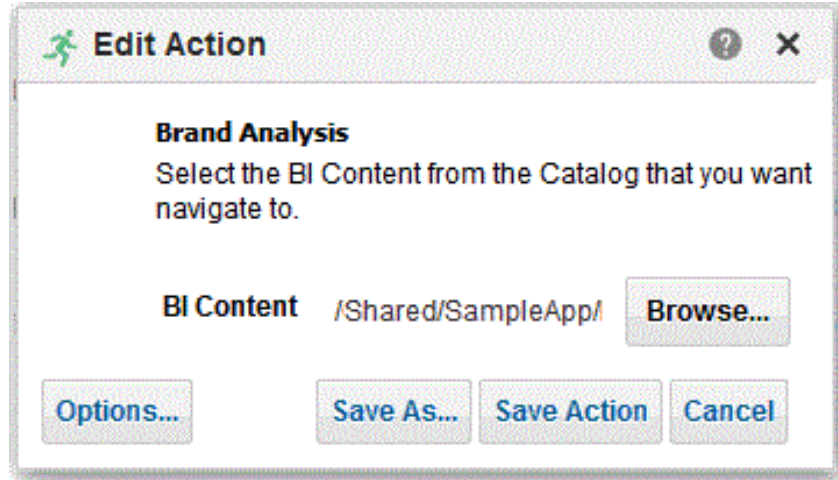 Edit Action
Brand Analysis
Select the BI Content from the Catalog that you want
navigate to.
BI Content /Shared/SampleApp/ Browse...
Options... Save As... Save Action Cancel